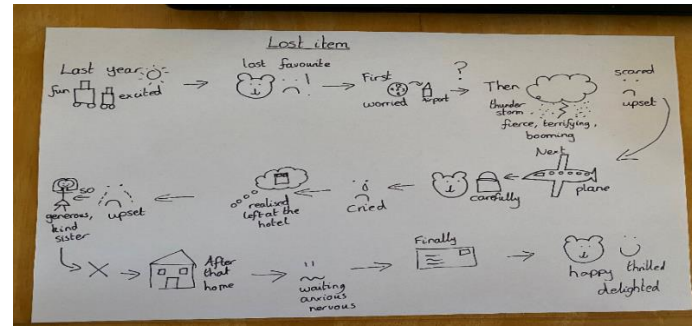 Lost item
Last year
fun
excited
lost favourite
!
First
worried
airport
?
Then
thunder
storm
fierce, terrifying,
booming
scared
upset
Next
plane
carefully
cried
realised
left at the
hotel
upset
so
generous,
kind
sister
After
that
home
waiting
anxious
nervous
Finally
happy
thrilled
delighted